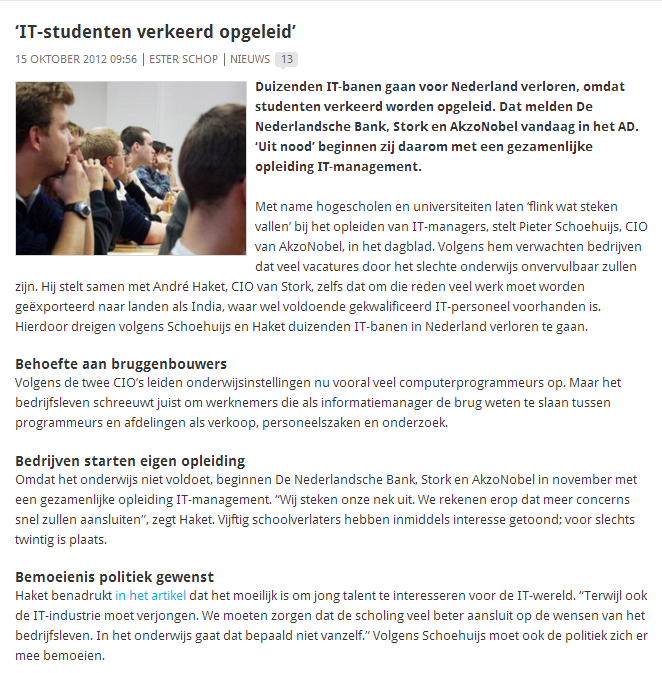 ‘IT-studenten verkeerd opgeleid’
15 OKTOBER 2012 09:56 | ESTER SCHOP | NIEUWS 13
Duizenden IT-banen gaan voor Nederland verloren, omdat
studenten verkeerd worden opgeleid. Dat melden De
Nederlandsche Bank, Stork en AkzoNobel vandaag in het AD.
‘Uit nood’ beginnen zij daarom met een gezamenlijke
opleiding IT-management.
Met name hogescholen en universiteiten laten ‘flink wat steken
vallen’ bij het opleiden van IT-managers, stelt Pieter Schoehuijs, CIO
van AkzoNobel, in het dagblad. Volgens hem verwachten bedrijven
dat veel vacatures door het slechte onderwijs onvervulbaar zullen
zijn. Hij stelt samen met André Haket, CIO van Stork, zelfs dat om die reden veel werk moet worden
geëxporteerd naar landen als India, waar wel voldoende gekwalificeerd IT-personeel voorhanden is.
Hierdoor dreigen volgens Schoehuijs en Haket duizenden IT-banen in Nederland verloren te gaan.
Behoefte aan bruggenbouwers
Volgens de twee CIO’s leiden onderwijsinstellingen nu vooral veel computerprogrammeurs op. Maar het
bedrijfsleven schreeuwt juist om werknemers die als informatiemanager de brug weten te slaan tussen
programmeurs en afdelingen als verkoop, personeelszaken en onderzoek.
Bedrijven starten eigen opleiding
Omdat het onderwijs niet voldoet, beginnen De Nederlandsche Bank, Stork en AkzoNobel in november met
een gezamenlijke opleiding IT-management. “Wij steken onze nek uit. We rekenen erop dat meer concerns
snel zullen aansluiten”, zegt Haket. Vijftig schoolverlaters hebben inmiddels interesse getoond; voor slechts
twintig is plaats.
Bemoeienis politiek gewenst
Haket benadrukt in het artikel dat het moeilijk is om jong talent te interesseren voor de IT-wereld. “Terwijl ook
de IT-industrie moet verjongen. We moeten zorgen dat de scholing veel beter aansluit op de wensen van het
bedrijfsleven. In het onderwijs gaat dat bepaald niet vanzelf.” Volgens Schoehuijs moet ook de politiek zich er
mee bemoeien.